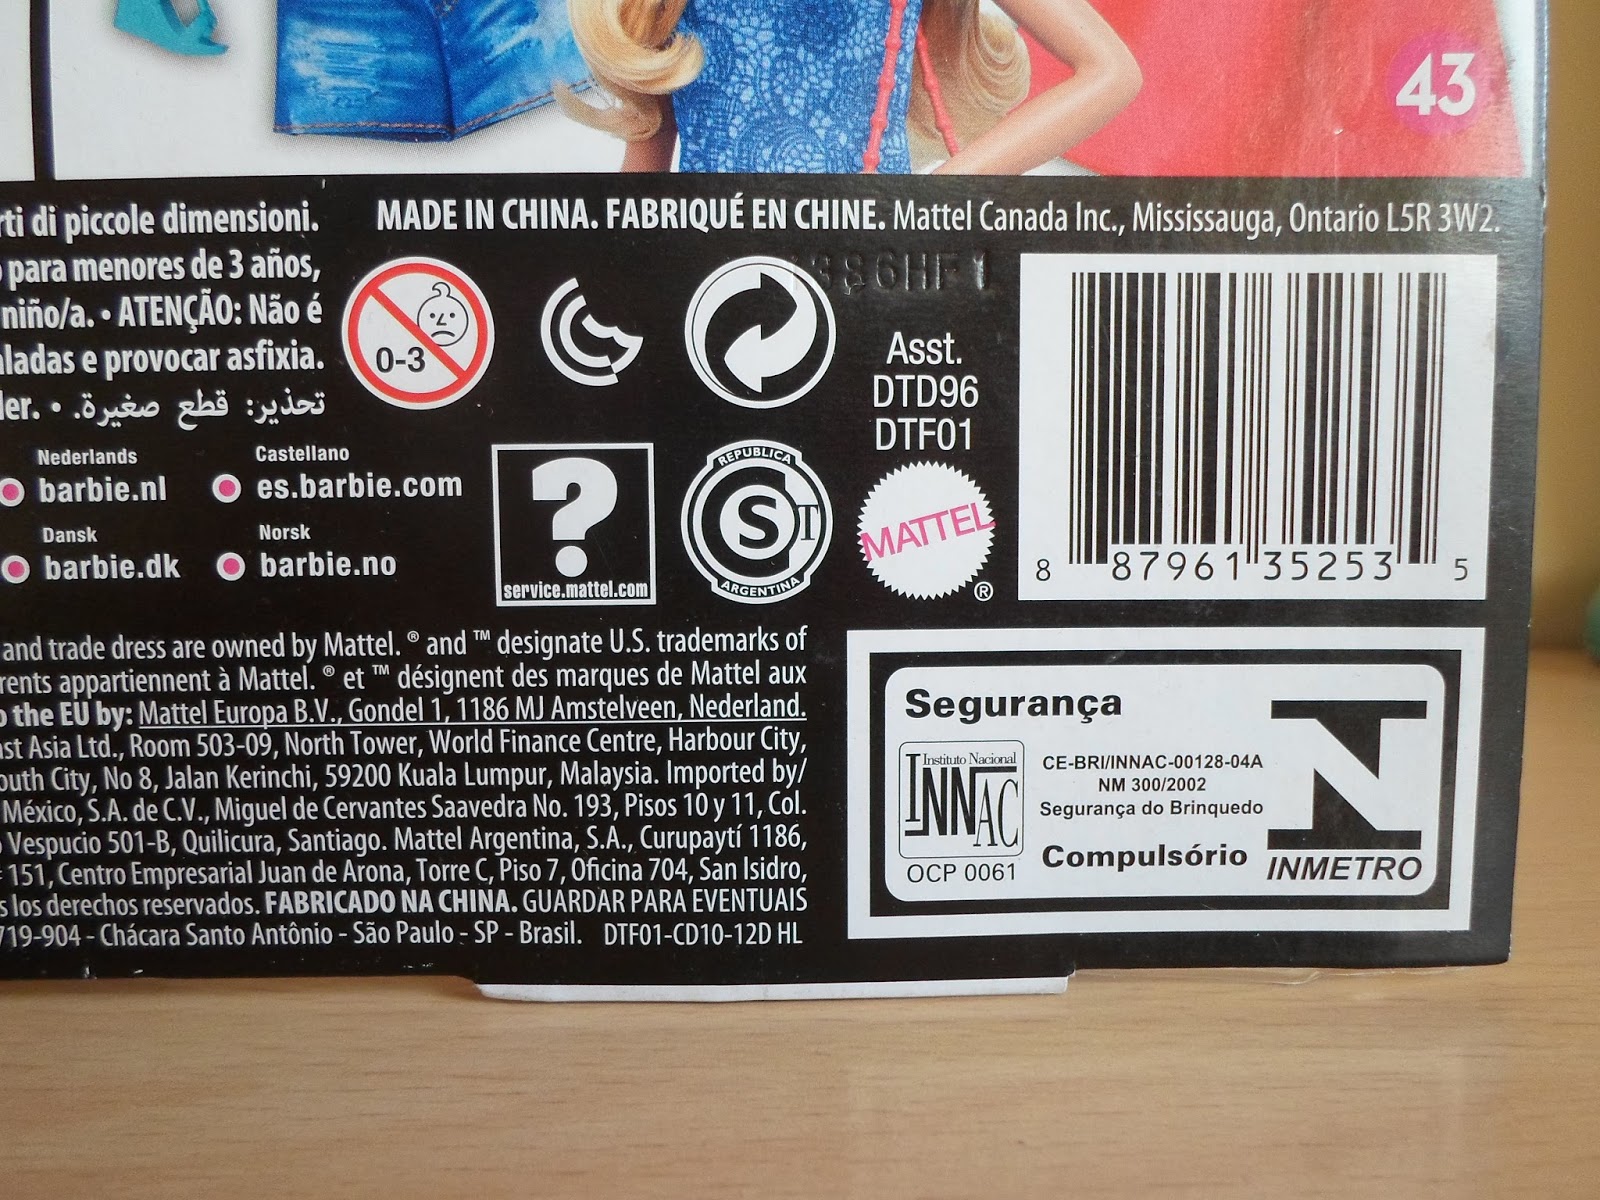 43
rti di piccole dimensioni.
para menores de 3 años,
niño/a. • ATENÇÃO: Não é
aladas e provocar asfixia.
der. • تحذير: قطع صغيرة.
MADE IN CHINA. FABRIQUÉ EN CHINE. Mattel Canada Inc., Mississauga, Ontario L5R 3W2.
0-3
Asst.
DTD96
DTF01
MATTEL
®
8 87961 35253 5
Nederlands
barbie.nl
Castellano
es.barbie.com
Dansk
barbie.dk
Norsk
barbie.no
?
service.mattel.com
REPUBLICA
S T
ARGENTINA
and trade dress are owned by Mattel. ® and ™ designate U.S. trademarks of
rents appartiennent à Mattel. ® et ™ désignent des marques de Mattel aux
o the EU by: Mattel Europa B.V., Gondel 1, 1186 MJ Amstelveen, Nederland.
ast Asia Ltd., Room 503-09, North Tower, World Finance Centre, Harbour City,
outh City, No 8, Jalan Kerinchi, 59200 Kuala Lumpur, Malaysia. Imported by/
México, S.A. de C.V., Miguel de Cervantes Saavedra No. 193, Pisos 10 y 11, Col.
Vespucio 501-B, Quilicura, Santiago. Mattel Argentina, S.A., Curupaytí 1186,
151, Centro Empresarial Juan de Arona, Torre C, Piso 7, Oficina 704, San Isidro,
s los derechos reservados. FABRICADO NA CHINA. GUARDAR PARA EVENTUAIS
719-904 - Chácara Santo Antônio - São Paulo - SP - Brasil. DTF01-CD10-12D HL
Segurança
Instituto Nacional
INNAC
OCP 0061
CE-BRI/INNAC-00128-04A
NM 300/2002
Segurança do Brinquedo
Compulsório
INMETRO